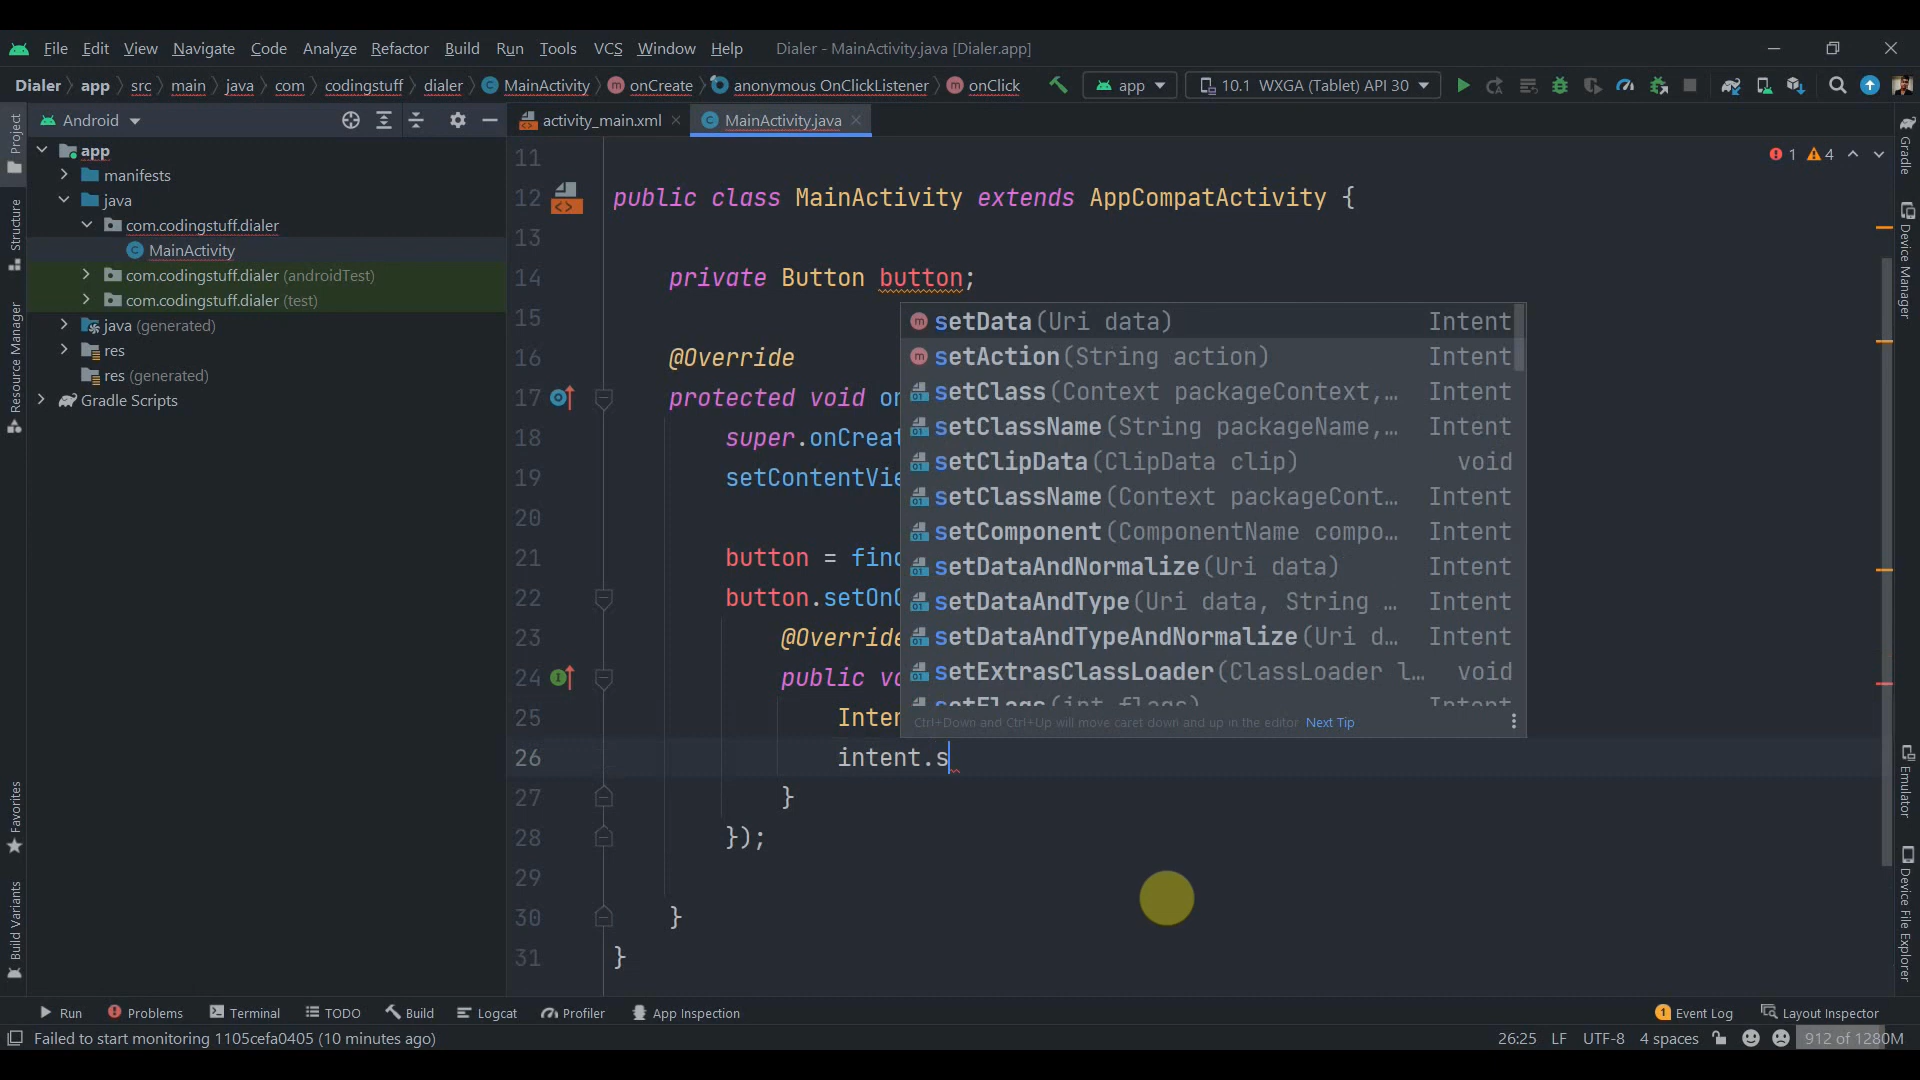 File Edit View Navigate Code Analyze Refactor Build Run Tools VCS Window Help Dialer - MainActivity.java [Dialer.app]
Dialer app src main java com codingstuff dialer MainActivity onCreate anonymous OnClickListener onClick app 10.1 WXGA (Tablet) API 30
Android
activity_main.xml MainActivity.java
app
manifests
java
com.codingstuff.dialer
MainActivity
com.codingstuff.dialer (androidTest)
com.codingstuff.dialer (test)
java (generated)
res
res (generated)
Gradle Scripts
Project
Structure
Resource Manager
Favorites
Build Variants
1 4
11
12 public class MainActivity extends AppCompatActivity {
13
14 private Button button;
15
16 @Override
17 protected void on
18 super.onCreat
19 setContentVie
20
21 button = find
22 button.setOnC
23 @Override
24 public vo
25 Inten
26 intent.s
27 }
28 });
29
30 }
31 }
setData(Uri data) Intent
setAction(String action) Intent
setClass(Context packageContext,… Intent
setClassName(String packageName,… Intent
setClipData(ClipData clip) void
setClassName(Context packageCont… Intent
setComponent(ComponentName compo… Intent
setDataAndNormalize(Uri data) Intent
setDataAndType(Uri data, String … Intent
setDataAndTypeAndNormalize(Uri d… Intent
setExtrasClassLoader(ClassLoader l… void
setFlags(int flags) Intent
Ctrl+Down and Ctrl+Up will move caret down and up in the editor Next Tip
Gradle
Device Manager
Emulator
Device File Explorer
Run Problems Terminal TODO Build Logcat Profiler App Inspection 1 Event Log Layout Inspector
Failed to start monitoring 1105cefa0405 (10 minutes ago) 26:25 LF UTF-8 4 spaces 912 of 1280M